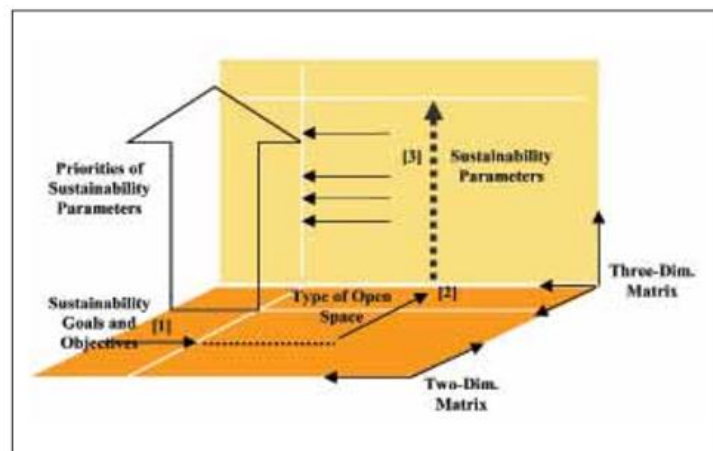 Priorities of
Sustainability
Parameters
[3]
Sustainability
Parameters
Three-Dim.
Matrix
Sustainability
Goals and
Objectives
[1]
Type of Open
Space
[2]
Two-Dim.
Matrix